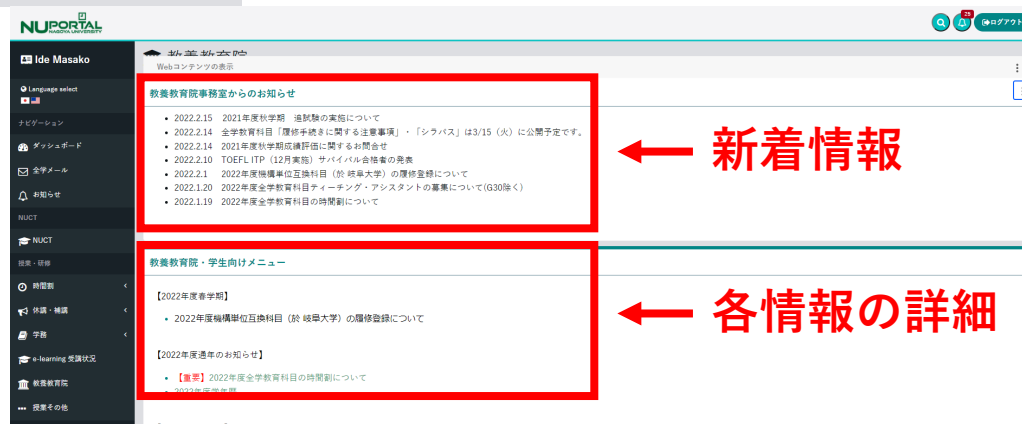 NUPORTAL
NAGOYA UNIVERSITY
25
ログアウト
Ide Masako
Language select
ナビゲーション
ダッシュボード
全学メール
お知らせ
NUCT
NUCT
授業・研修
時間割
休講・補講
学務
e-learning 受講状況
教養教育院
授業その他
教養教育院
Webコンテンツの表示
教養教育院事務室からのお知らせ
2022.2.15 2021年度秋学期 追試験の実施について
2022.2.14 全学教育科目「履修手続きに関する注意事項」・「シラバス」は3/15（火）に公開予定です。
2022.2.14 2021年度秋学期成績評価に関するお問合せ
2022.2.10 TOEFL ITP（12月実施）サバイバル合格者の発表
2022.2.1 2022年度機構単位互換科目（於 岐阜大学）の履修登録について
2022.1.20 2022年度全学教育科目ティーチング・アシスタントの募集について(G30除く)
2022.1.19 2022年度全学教育科目の時間割について
新着情報
教養教育院・学生向けメニュー
【2022年度春学期】
2022年度機構単位互換科目（於 岐阜大学）の履修登録について
【2022年度通年のお知らせ】
【重要】2022年度全学教育科目の時間割について
2022年度学年暦
各情報の詳細